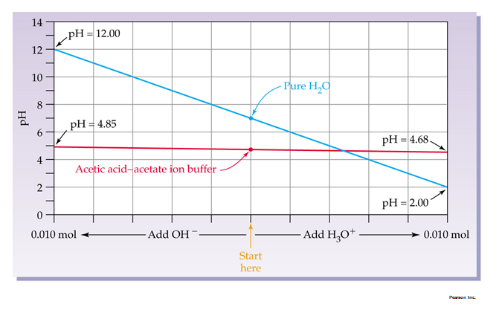 14
pH = 12.00
12
10
Pure H₂O
8
pH
pH = 4.85
6
pH = 4.68
4
Acetic acid–acetate ion buffer
2
pH = 2.00
0
0.010 mol Add OH⁻ Add H₃O⁺ 0.010 mol
Start
here
Pearson Inc.